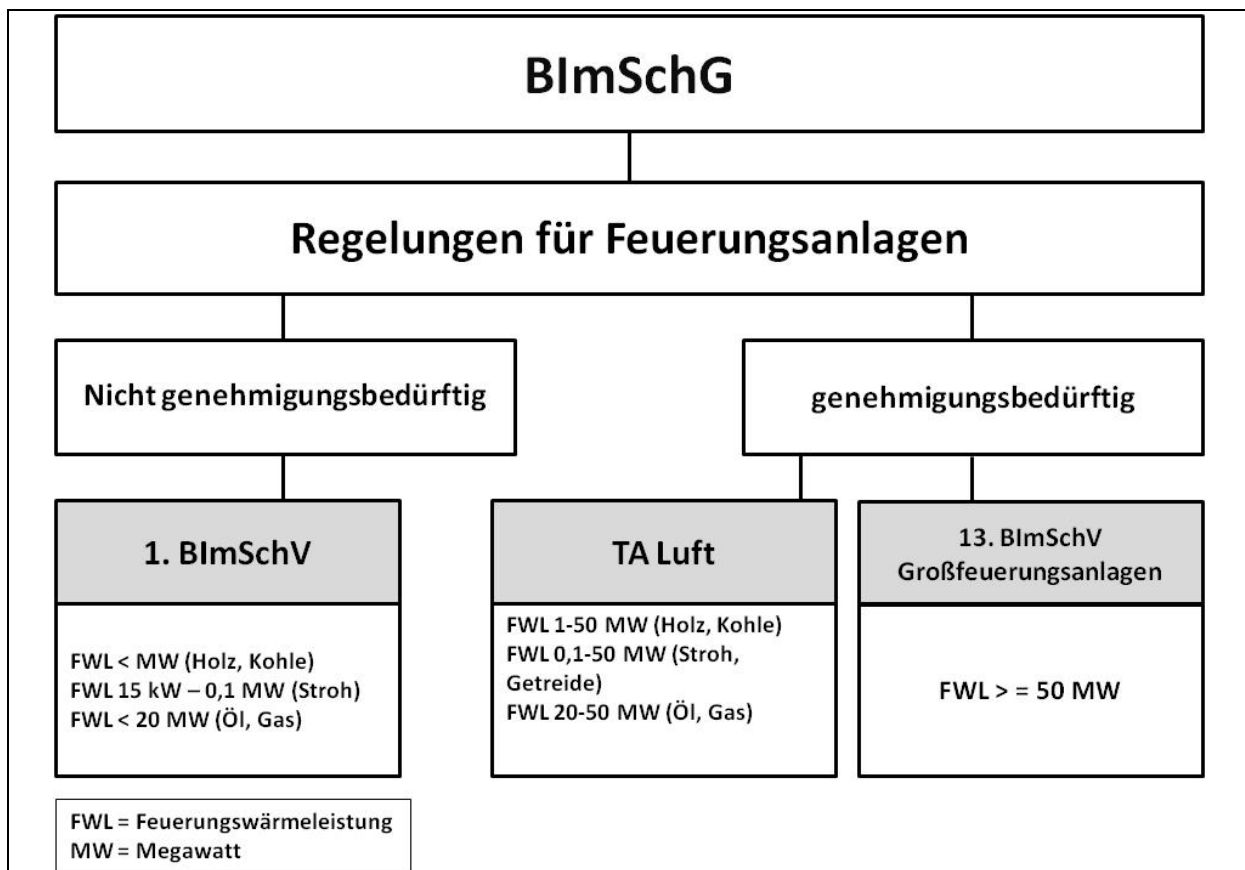 BImSchG
Regelungen für Feuerungsanlagen
Nicht genehmigungsbedürftig
genehmigungsbedürftig
1. BImSchV
FWL < MW (Holz, Kohle)
FWL 15 kW – 0,1 MW (Stroh)
FWL < 20 MW (Öl, Gas)
TA Luft
FWL 1-50 MW (Holz, Kohle)
FWL 0,1-50 MW (Stroh,
Getreide)
FWL 20-50 MW (Öl, Gas)
13. BImSchV
Großfeuerungsanlagen
FWL > = 50 MW
FWL = Feuerungswärmeleistung
MW = Megawatt